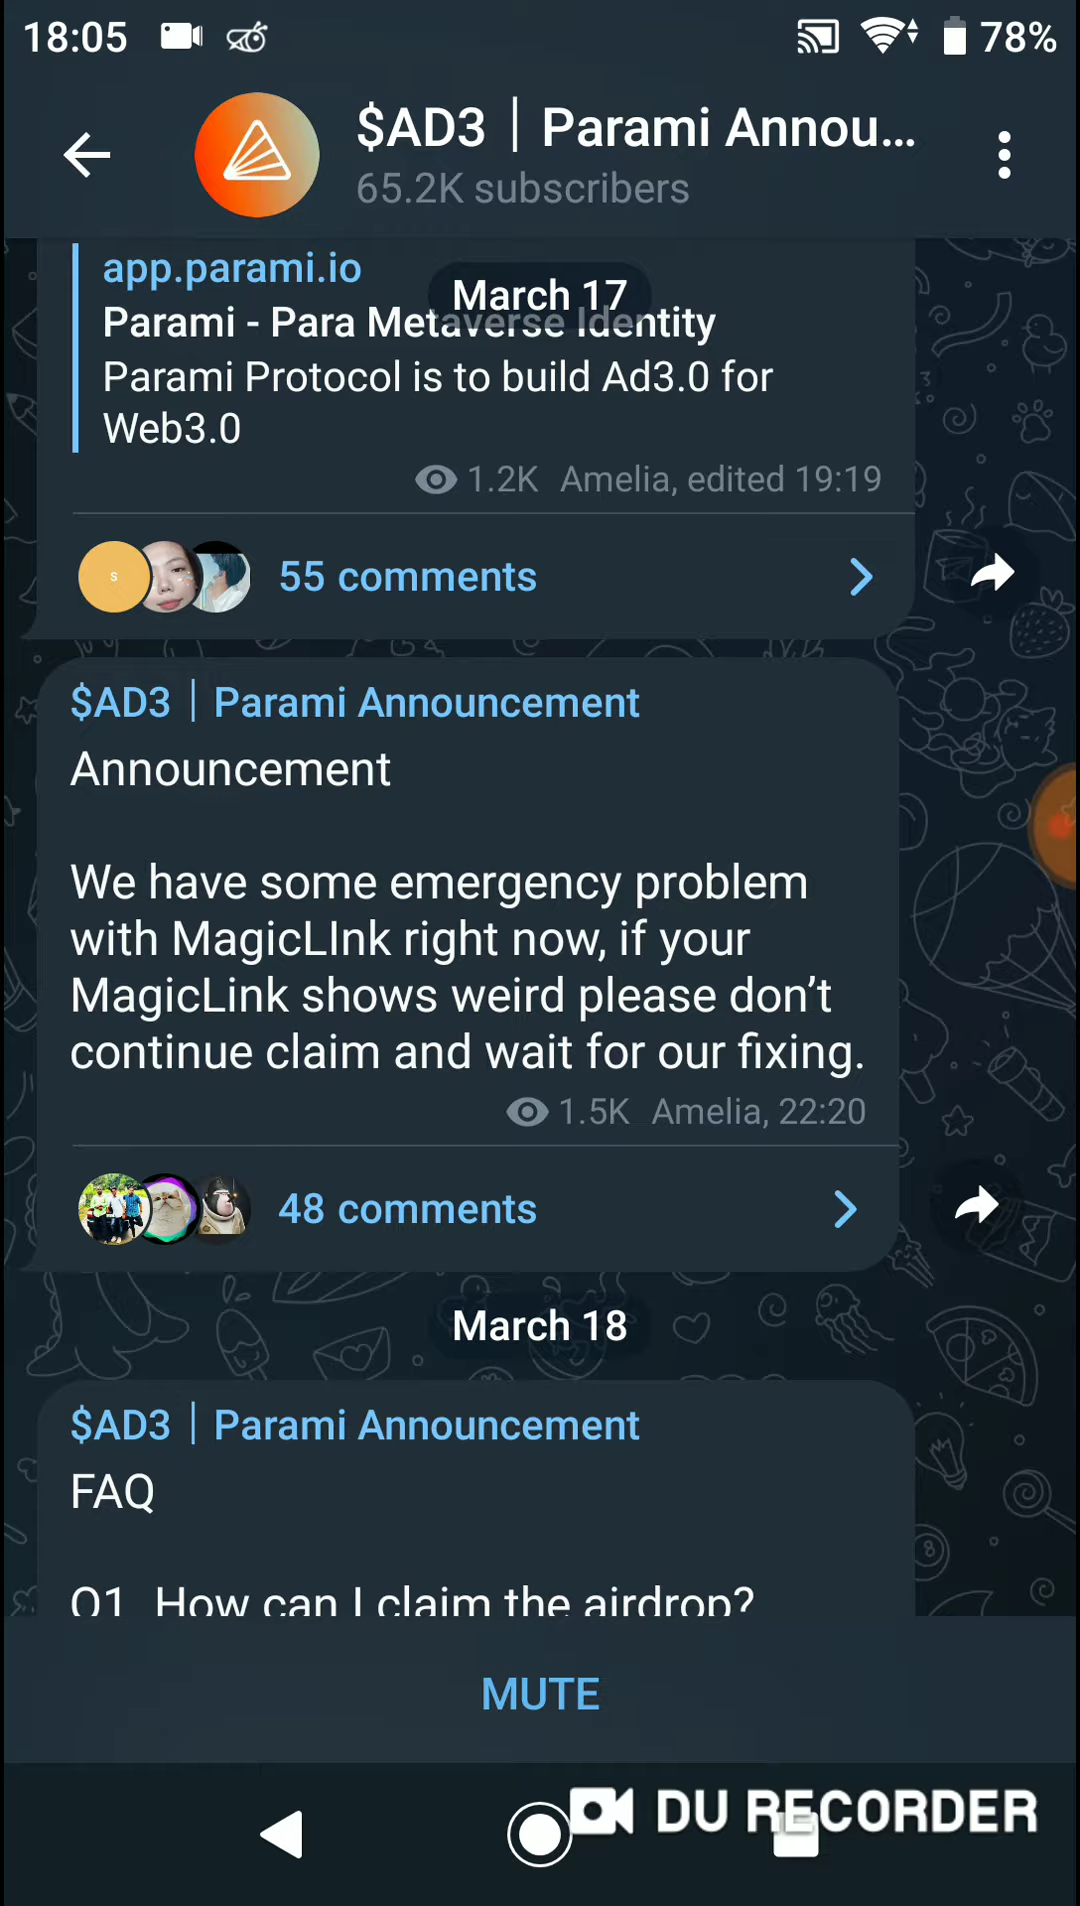 18:05
78%
$AD3 | Parami Annou...
65.2K subscribers
app.parami.io
March 17
Parami - Para Metaverse Identity
Parami Protocol is to build Ad3.0 for
Web3.0
1.2K Amelia, edited 19:19
S
55 comments
$AD3 | Parami Announcement
Announcement
We have some emergency problem
with MagicLInk right now, if your
MagicLink shows weird please don’t
continue claim and wait for our fixing.
1.5K Amelia, 22:20
48 comments
March 18
$AD3 | Parami Announcement
FAQ
Q1 How can I claim the airdrop?
MUTE
DU RECORDER